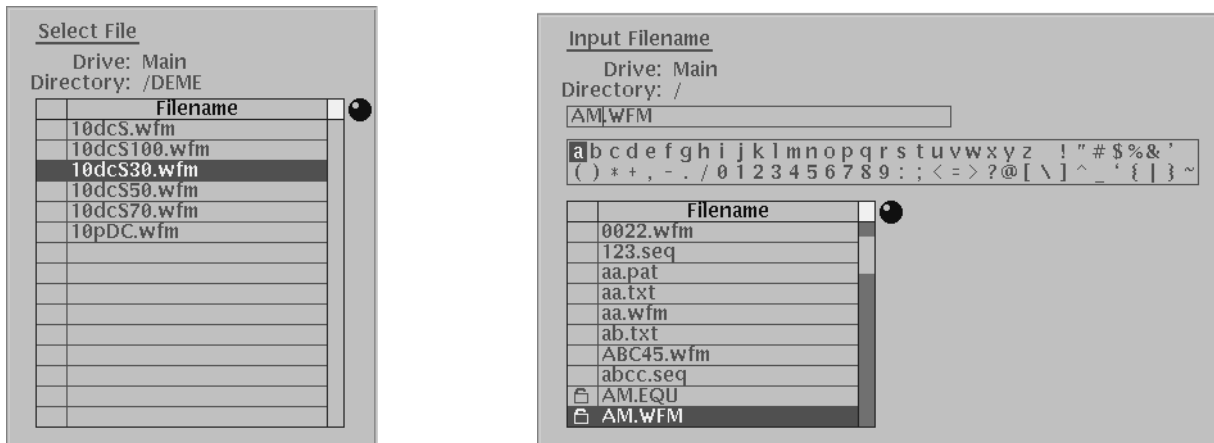 Select File
Drive: Main
Directory: /DEME
Filename
10dcS.wfm
10dcS100.wfm
10dcS30.wfm
10dcS50.wfm
10dcS70.wfm
10pDC.wfm
Input Filename
Drive: Main
Directory: /
AM.WFM
a b c d e f g h i j k l m n o p q r s t u v w x y z ! " # $ % & '
( ) * + , - . / 0 1 2 3 4 5 6 7 8 9 : ; < = > ? @ [ \ ] ^ _ ‘ { | } ~
Filename
0022.wfm
123.seq
aa.pat
aa.txt
aa.wfm
ab.txt
ABC45.wfm
abcc.seq
AM.EQU
AM.WFM